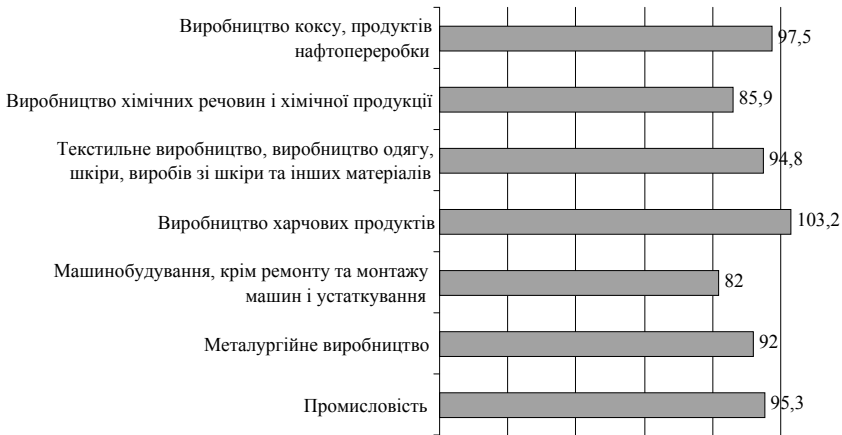 Виробництво коксу, продуктів
нафтопереробки
97,5
Виробництво хімічних речовин і хімічної продукції
85,9
Текстильне виробництво, виробництво одягу,
шкіри, виробів зі шкіри та інших матеріалів
94,8
Виробництво харчових продуктів
103,2
Машинобудування, крім ремонту та монтажу
машин і устаткування
82
Металургійне виробництво
92
Промисловість
95,3